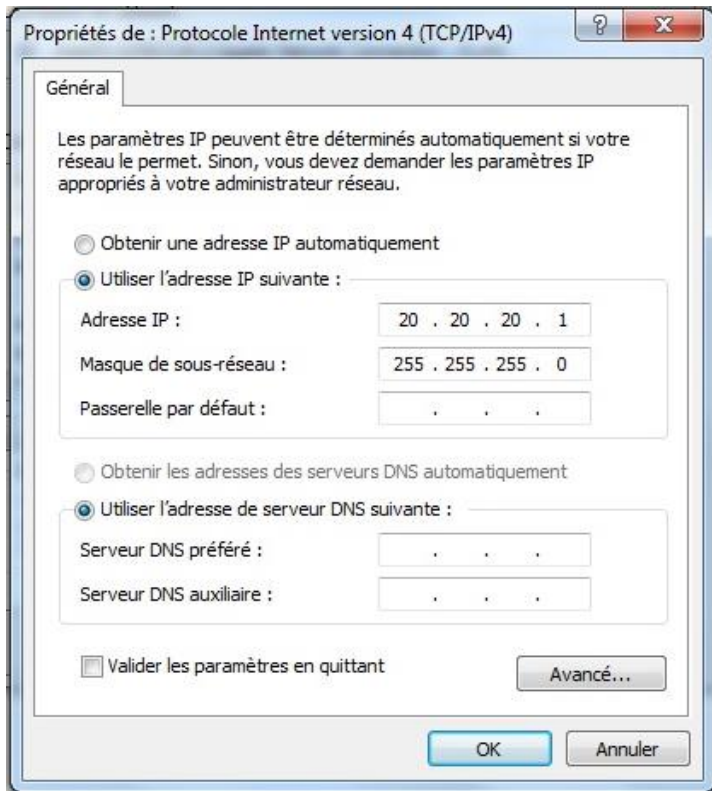 Propriétés de : Protocole Internet version 4 (TCP/IPv4)
Général
Les paramètres IP peuvent être déterminés automatiquement si votre
réseau le permet. Sinon, vous devez demander les paramètres IP
appropriés à votre administrateur réseau.
Obtenir une adresse IP automatiquement
Utiliser l'adresse IP suivante :
Adresse IP : 20 . 20 . 20 . 1
Masque de sous-réseau : 255 . 255 . 255 . 0
Passerelle par défaut : . . .
Obtenir les adresses des serveurs DNS automatiquement
Utiliser l'adresse de serveur DNS suivante :
Serveur DNS préféré : . . .
Serveur DNS auxiliaire : . . .
Valider les paramètres en quittant
Avancé...
OK Annuler